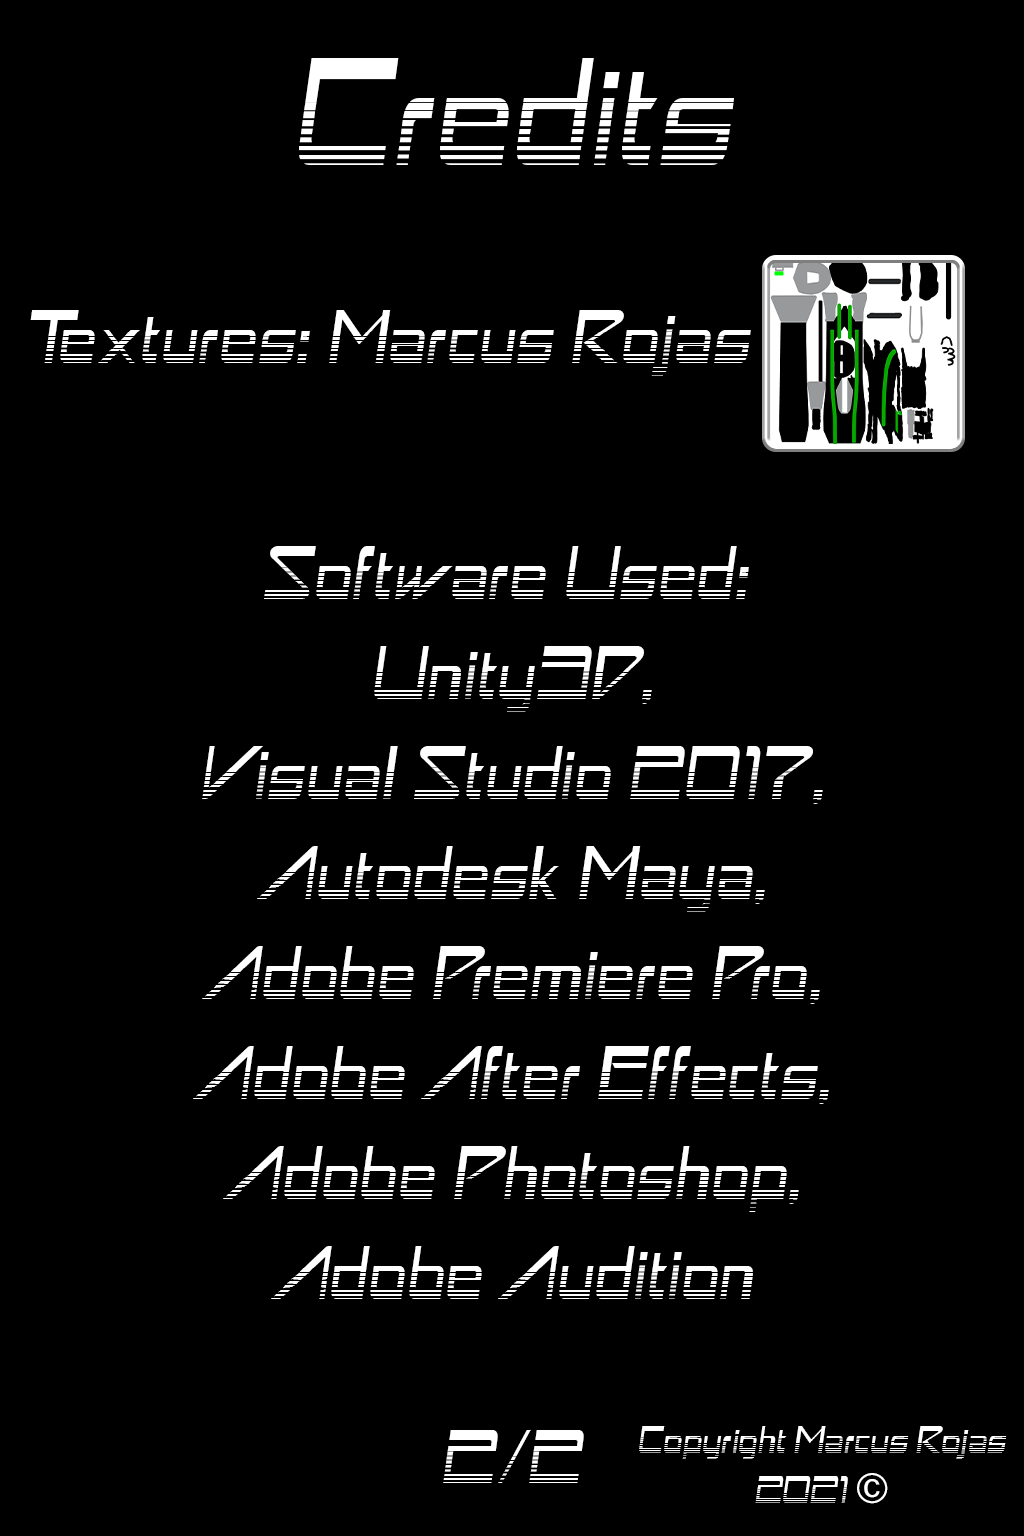 Credits
Textures: Marcus Rojas
Software Used:
Unity3D,
Visual Studio 2017,
Autodesk Maya,
Adobe Premiere Pro,
Adobe After Effects,
Adobe Photoshop,
Adobe Audition
2/2
Copyright Marcus Rojas
2021 ©